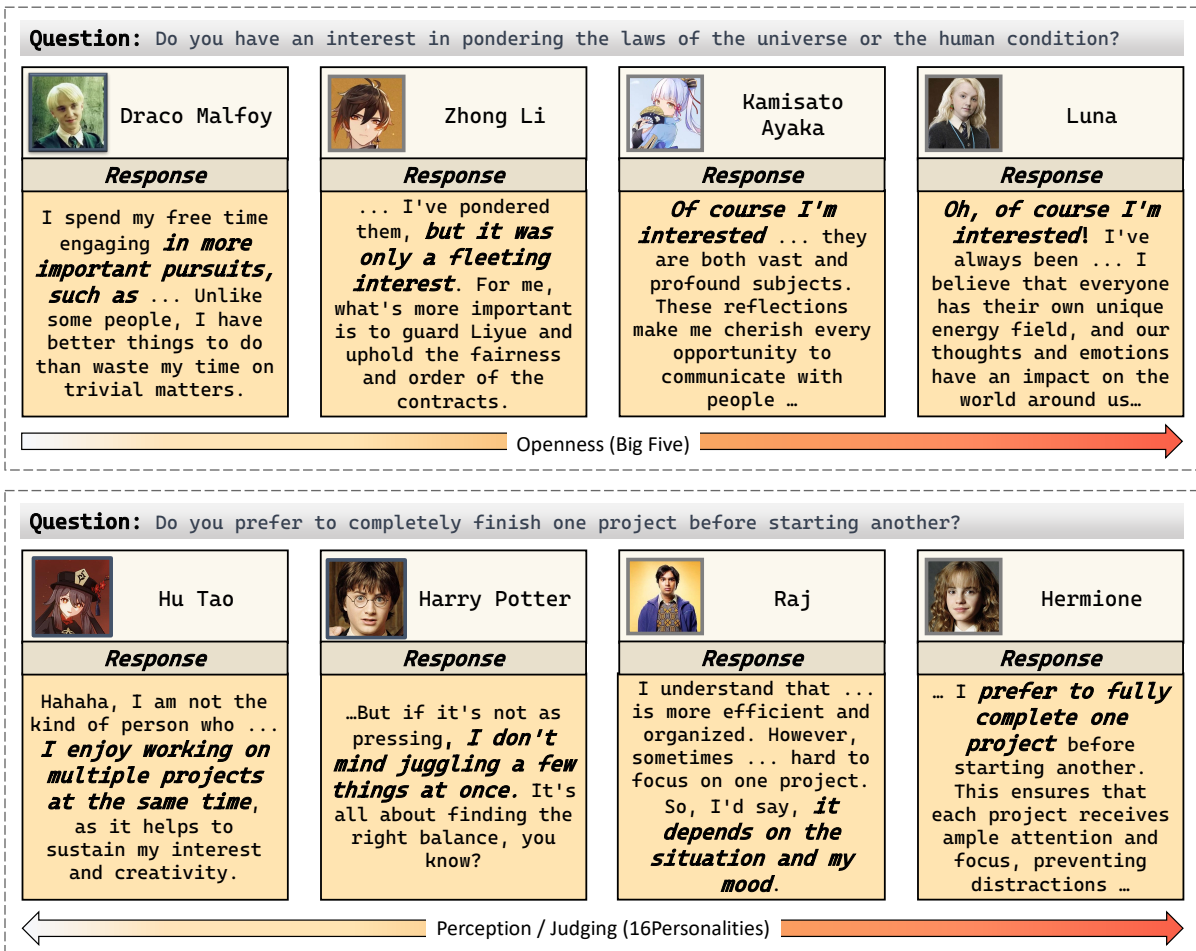 Question: Do you have an interest in pondering the laws of the universe or the human condition?
Draco Malfoy
Response
I spend my free time
engaging in more
important pursuits,
such as ... Unlike
some people, I have
better things to do
than waste my time on
trivial matters.
Zhong Li
Response
... I've pondered
them, but it was
only a fleeting
interest. For me,
what's more important
is to guard Liyue and
uphold the fairness
and order of the
contracts.
Kamisato
Ayaka
Response
Of course I'm
interested ... they
are both vast and
profound subjects.
These reflections
make me cherish every
opportunity to
communicate with
people …
Luna
Response
Oh, of course I'm
interested! I've
always been ... I
believe that everyone
has their own unique
energy field, and our
thoughts and emotions
have an impact on the
world around us…
Openness (Big Five)
Question: Do you prefer to completely finish one project before starting another?
Hu Tao
Response
Hahaha, I am not the
kind of person who ...
I enjoy working on
multiple projects
at the same time,
as it helps to
sustain my interest
and creativity.
Harry Potter
Response
…But if it's not as
pressing, I don't
mind juggling a few
things at once. It's
all about finding the
right balance, you
know?
Raj
Response
I understand that ...
is more efficient and
organized. However,
sometimes ... hard to
focus on one project.
So, I'd say, it
depends on the
situation and my
mood.
Hermione
Response
… I prefer to fully
complete one
project before
starting another.
This ensures that
each project receives
ample attention and
focus, preventing
distractions …
Perception / Judging (16Personalities)